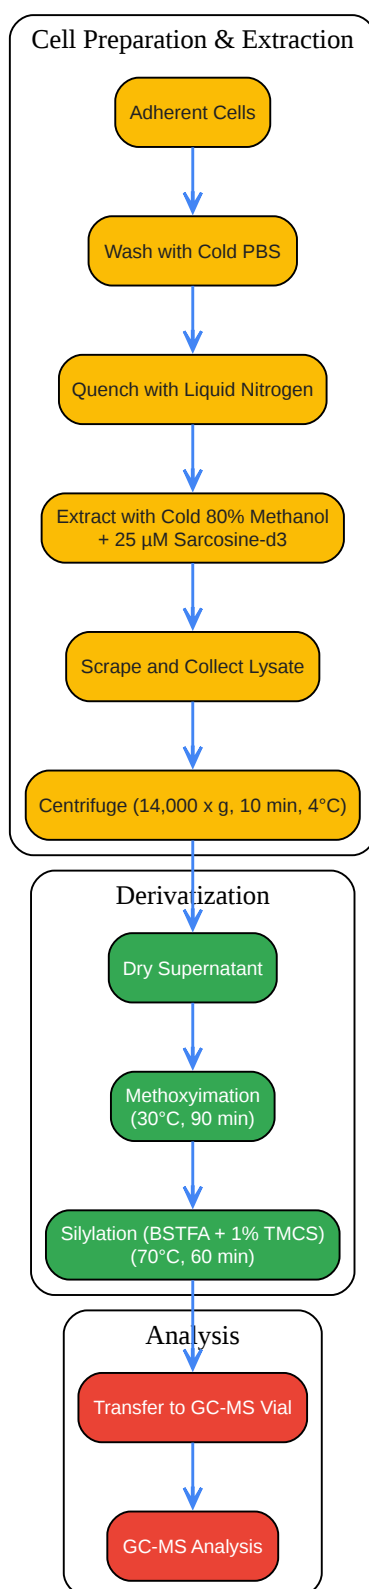 Cell Preparation & Extraction
Adherent Cells
Wash with Cold PBS
Quench with Liquid Nitrogen
Extract with Cold 80% Methanol
+ 25 µM Sarcosine-d3
Scrape and Collect Lysate
Centrifuge (14,000 x g, 10 min, 4°C)
Derivatization
Dry Supernatant
Methoxyimation
(30°C, 90 min)
Silylation (BSTFA + 1% TMCS)
(70°C, 60 min)
Analysis
Transfer to GC-MS Vial
GC-MS Analysis